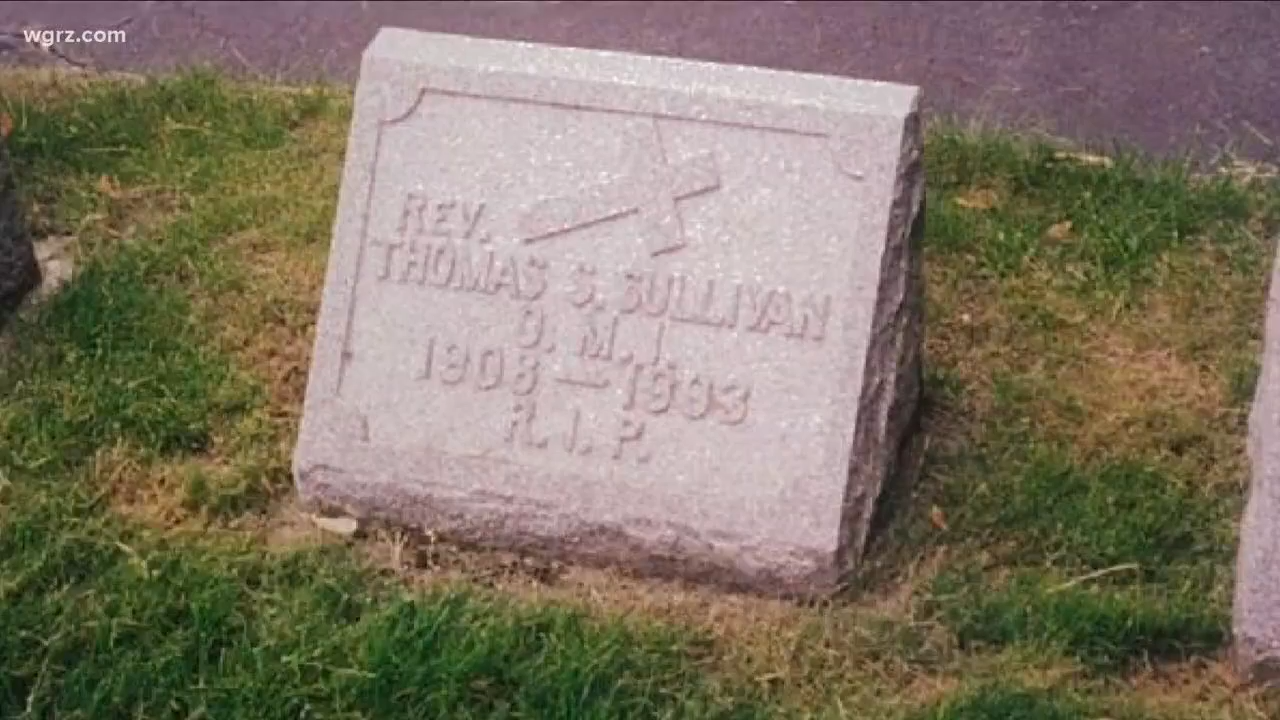 wgrz.com
REV.
THOMAS S. SULLIVAN
O. M. I
1908 — 1993
R. I. P.